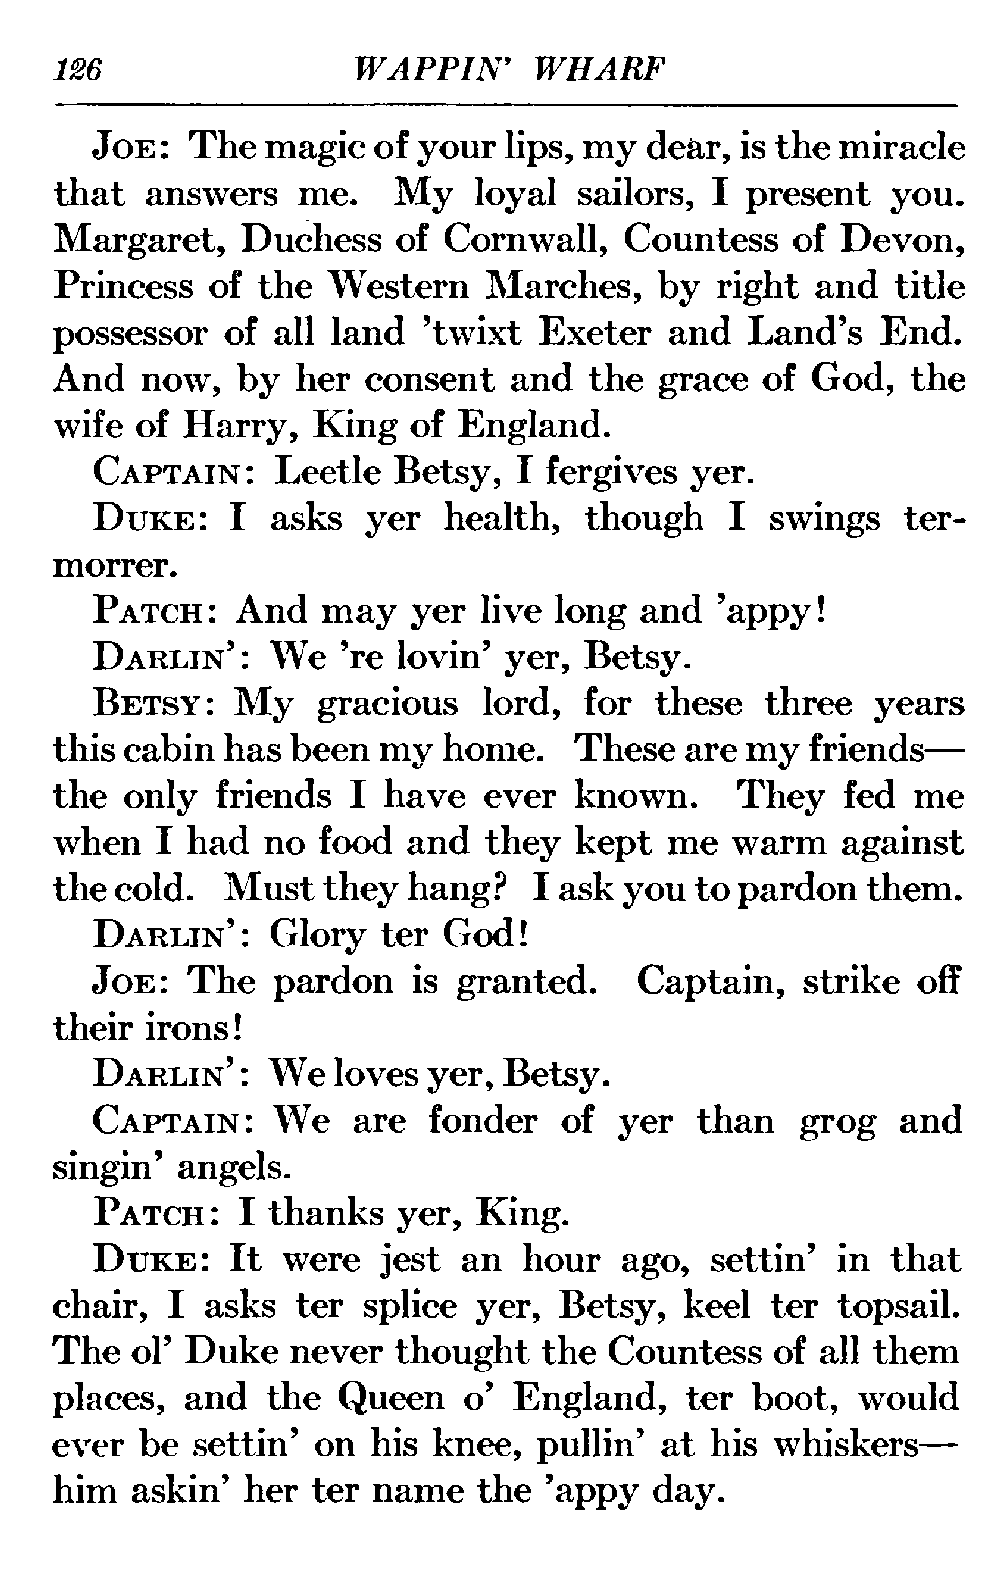 126 WAPPIN' WHARF
JOE: The magic of your lips, my dear, is the miracle
that answers me. My loyal sailors, I present you.
Margaret, Duchess of Cornwall, Countess of Devon,
Princess of the Western Marches, by right and title
possessor of all land 'twixt Exeter and Land's End.
And now, by her consent and the grace of God, the
wife of Harry, King of England.
CAPTAIN: Leetle Betsy, I fergives yer.
DUKE: I asks yer health, though I swings ter-
morrer.
PATCH: And may yer live long and 'appy!
DARLIN': We 're lovin' yer, Betsy.
BETSY: My gracious lord, for these three years
this cabin has been my home. These are my friends—
the only friends I have ever known. They fed me
when I had no food and they kept me warm against
the cold. Must they hang? I ask you to pardon them.
DARLIN': Glory ter God!
JOE: The pardon is granted. Captain, strike off
their irons!
DARLIN': We loves yer, Betsy.
CAPTAIN: We are fonder of yer than grog and
singin' angels.
PATCH: I thanks yer, King.
DUKE: It were jest an hour ago, settin' in that
chair, I asks ter splice yer, Betsy, keel ter topsail.
The ol' Duke never thought the Countess of all them
places, and the Queen o' England, ter boot, would
ever be settin' on his knee, pullin' at his whiskers—
him askin' her ter name the 'appy day.